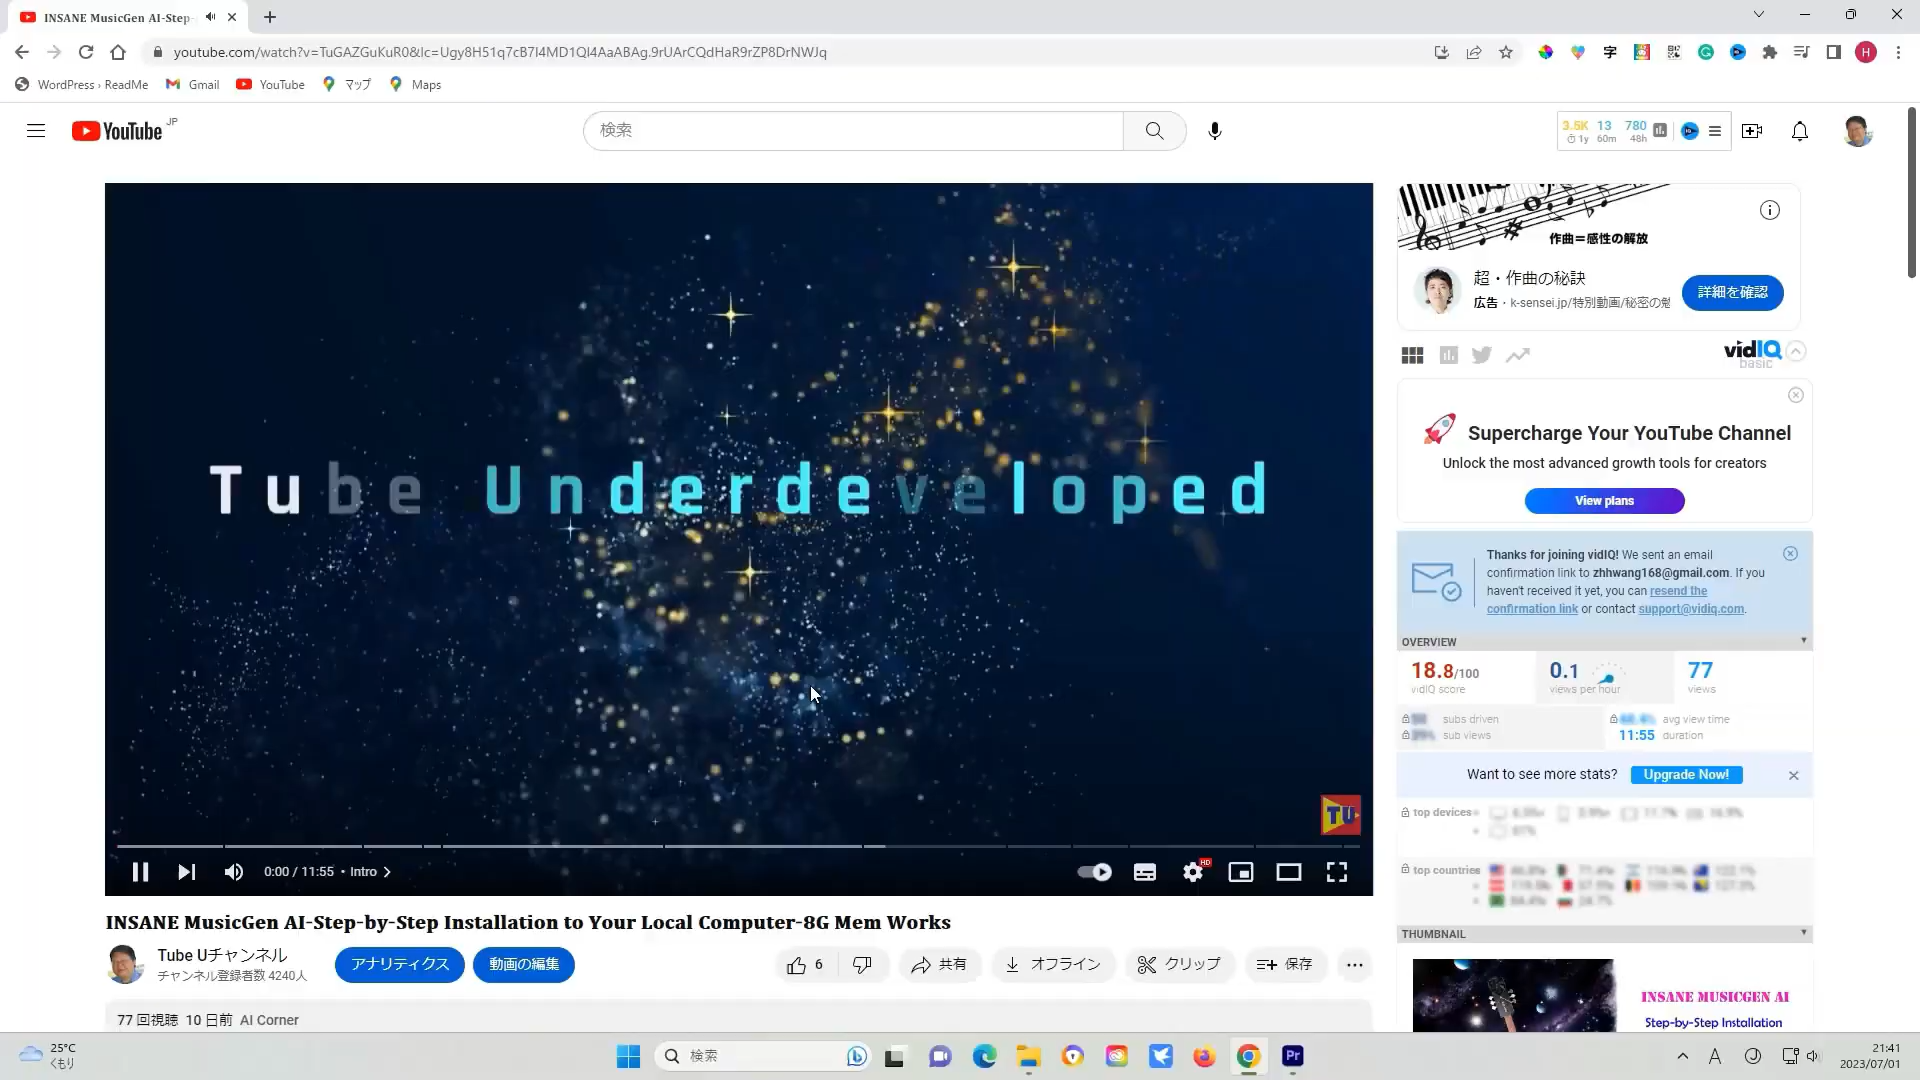 INSANE MusicGen AI-Step-
youtube.com/watch?v=TuGAZGuKuR0&lc=Ugy8H51q7cB7I4MD1Ql4AaABAg.9rUArCQdHaR9rZP8DrNWJq
字
H
WordPress › ReadMe
Gmail
YouTube
マップ
Maps
YouTube JP
検索
3.5K 13 780
1y 60m 48h
Tube Underdeveloped
TU
0:00 / 11:55 • Intro
HD
INSANE MusicGen AI-Step-by-Step Installation to Your Local Computer-8G Mem Works
Tube Uチャンネル
チャンネル登録者数 4240人
アナリティクス
動画の編集
6
共有
オフライン
クリップ
保存
77 回視聴 10 日前 AI Corner
作曲＝感性の解放
超・作曲の秘訣
広告・k-sensei.jp/特別動画/秘密の勉
詳細を確認
vidIQ
basic
Supercharge Your YouTube Channel
Unlock the most advanced growth tools for creators
View plans
Thanks for joining vidIQ! We sent an email
confirmation link to zhhwang168@gmail.com. If you
haven't received it yet, you can resend the
confirmation link or contact support@vidiq.com.
OVERVIEW
18.8/100
vidIQ score
0.1
views per hour
77
views
subs driven
sub views
avg view time
11:55 duration
Want to see more stats? Upgrade Now!
top devices
top countries
THUMBNAIL
INSANE MUSICGEN AI
Step-by-Step Installation
25°C
くもり
検索
Pr
A
21:41
2023/07/01